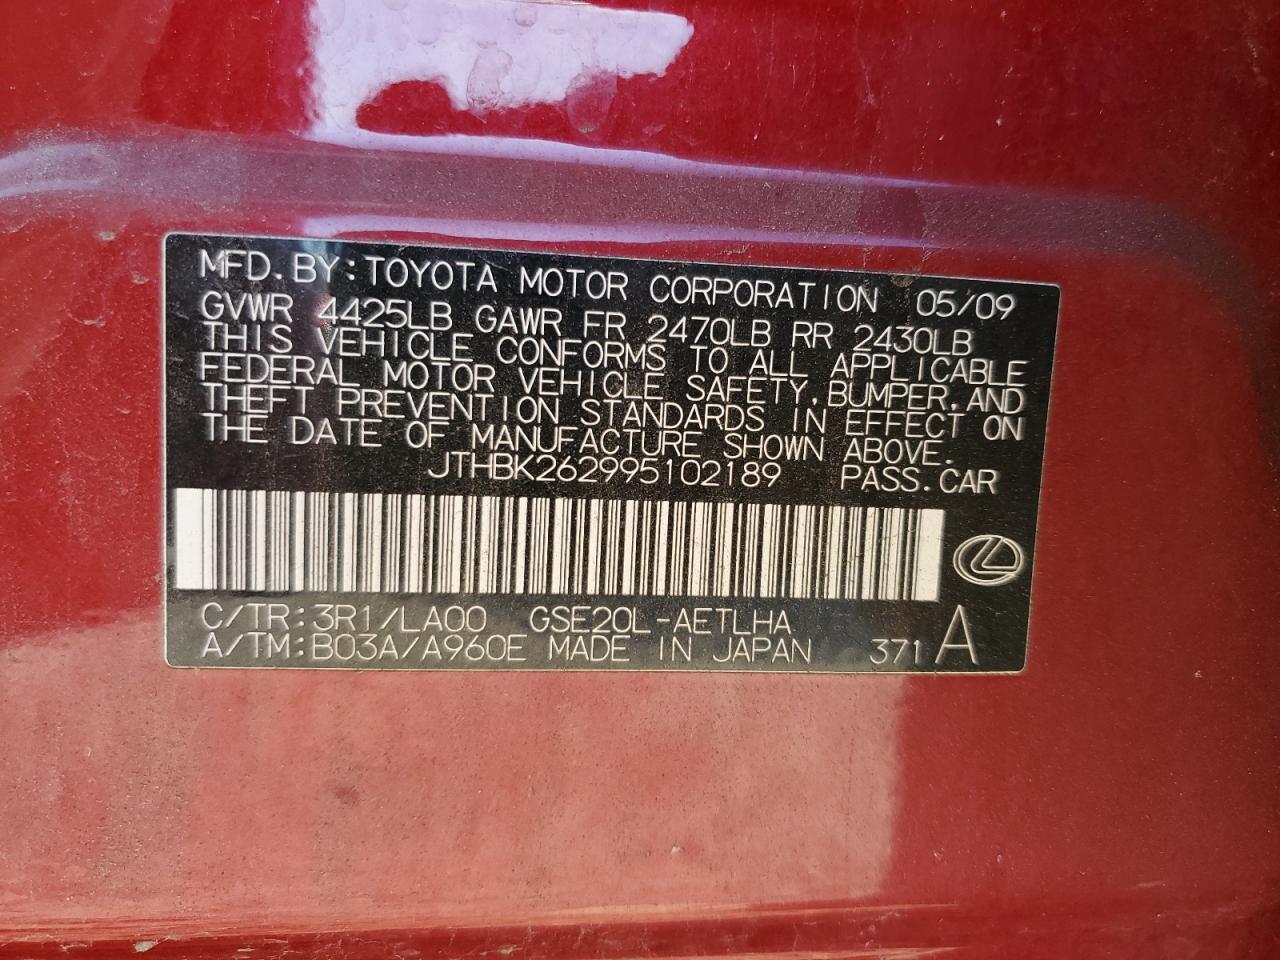 MFD. BY: TOYOTA MOTOR CORPORATION 05/09
GVWR 4425LB GAWR FR 2470LB RR 2430LB
THIS VEHICLE CONFORMS TO ALL APPLICABLE
FEDERAL MOTOR VEHICLE SAFETY, BUMPER, AND
THEFT PREVENTION STANDARDS IN EFFECT ON
THE DATE OF MANUFACTURE SHOWN ABOVE.
JTHBK262995102189 PASS. CAR
C/TR: 3R1/LA00 GSE20L-AETLHA
A/TM: B03A/A960E MADE IN JAPAN 371 A